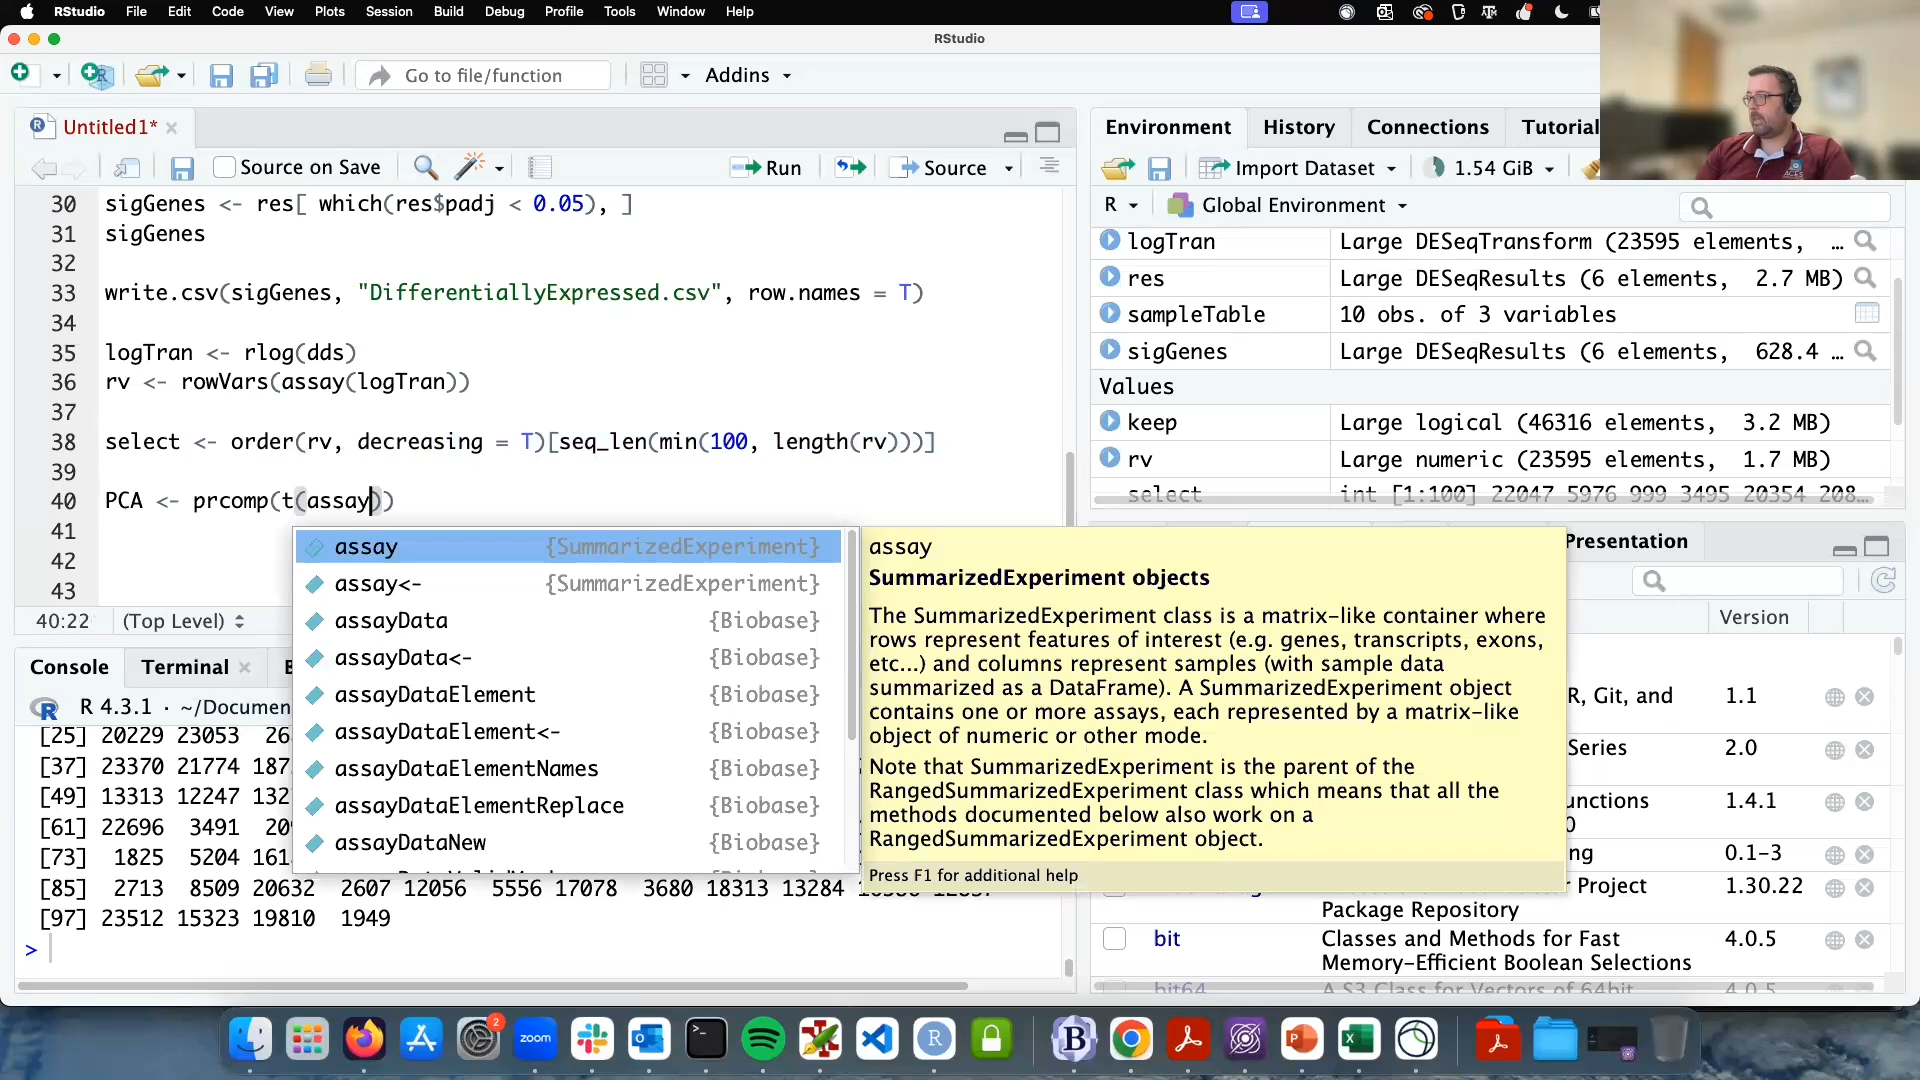 RStudio File Edit Code View Plots Session Build Debug Profile Tools Window Help
RStudio
Go to file/function Addins
Untitled1*
Source on Save Run Source
30 sigGenes <- res[ which(res$padj < 0.05), ]
31 sigGenes
32
33 write.csv(sigGenes, "DifferentiallyExpressed.csv", row.names = T)
34
35 logTran <- rlog(dds)
36 rv <- rowVars(assay(logTran))
37
38 select <- order(rv, decreasing = T)[seq_len(min(100, length(rv)))]
39
40 PCA <- prcomp(t(assay))
41
42
43
40:22 (Top Level)
assay {SummarizedExperiment}
assay<- {SummarizedExperiment}
assayData {Biobase}
assayData<- {Biobase}
assayDataElement {Biobase}
assayDataElement<- {Biobase}
assayDataElementNames {Biobase}
assayDataElementReplace {Biobase}
assayDataNew {Biobase}
assay
SummarizedExperiment objects
The SummarizedExperiment class is a matrix-like container where
rows represent features of interest (e.g. genes, transcripts, exons,
etc...) and columns represent samples (with sample data
summarized as a DataFrame). A SummarizedExperiment object
contains one or more assays, each represented by a matrix-like
object of numeric or other mode.
Note that SummarizedExperiment is the parent of the
RangedSummarizedExperiment class which means that all the
methods documented below also work on a
RangedSummarizedExperiment object.
Press F1 for additional help
Console Terminal
R 4.3.1 · ~/Documen
[25] 20229 23053
[37] 23370 21774
[49] 13313 12247
[61] 22696 3491
[73] 1825 5204
[85] 2713 8509 20632 2607 12056 5556 17078 3680 18313 13284
[97] 23512 15323 19810 1949
>
Environment History Connections Tutorial
Import Dataset 1.54 GiB
R Global Environment
logTran Large DESeqTransform (23595 elements, …
res Large DESeqResults (6 elements, 2.7 MB)
sampleTable 10 obs. of 3 variables
sigGenes Large DESeqResults (6 elements, 628.4 …
Values
keep Large logical (46316 elements, 3.2 MB)
rv Large numeric (23595 elements, 1.7 MB)
select int [1:100] 22047 5976 999 3495 20354 208…
Presentation
Version
R, Git, and 1.1
Series 2.0
unctions 1.4.1
ng 0.1-3
r Project 1.30.22
Package Repository
bit Classes and Methods for Fast 4.0.5
Memory-Efficient Boolean Selections
bit64 A S3 Class for Vectors of 64bit 4.0.5
2
zoom
ACES